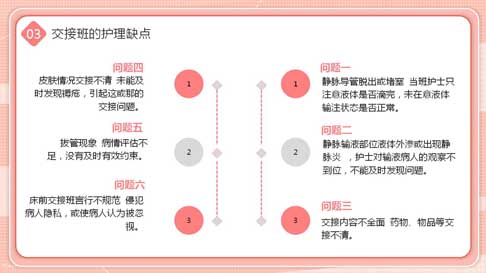 03 交接班的护理缺点
问题四
皮肤情况交接不清 未能及
时发现褥疮，引起这或那的
交接问题。
1
问题五
拔管现象 病情评估不
足，没有及时有效约束。
2
问题六
床前交接班言行不规范 侵犯
病人隐私，或使病人认为被忽
视。
3
问题一
静脉导管脱出或堵塞 当班护士只
注意液体是否滴完，未在意液体
输注状态是否正常。
1
问题二
静脉输液部位液体外渗或出现静
脉炎 ，护士对输液病人的观察不
到位，不能及时发现问题。
2
问题三
交接内容不全面 药物、物品等交
接不清。
3